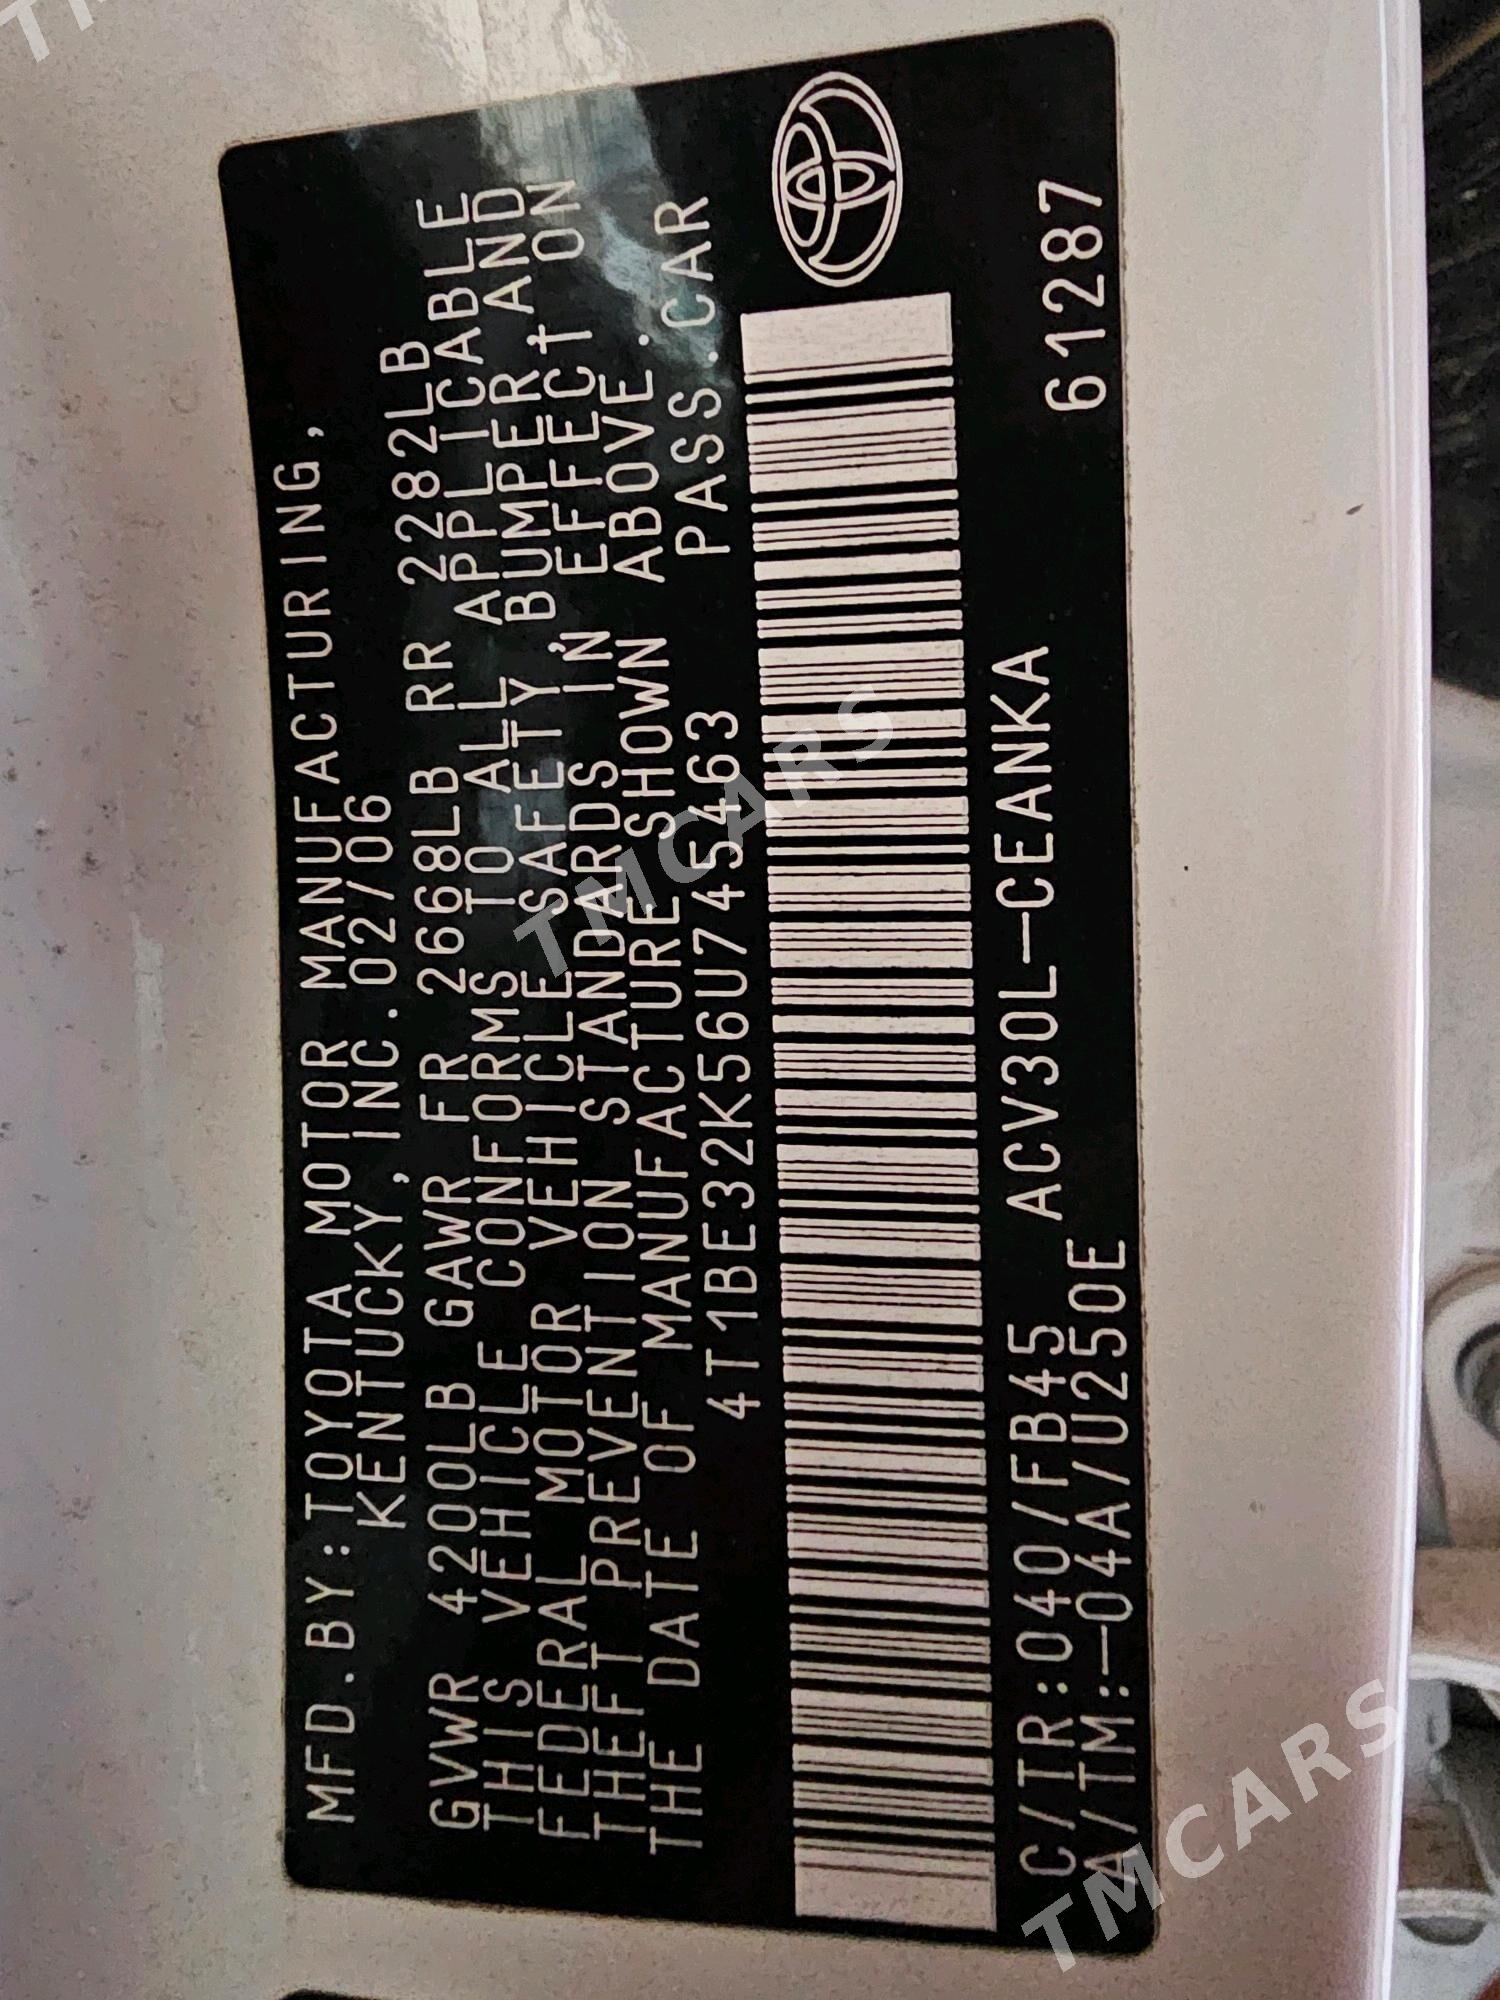 MFD.BY:TOYOTA MOTOR MANUFACTURING,
KENTUCKY,INC.02/06
GVWR 4200LB GAWR FR 2668LB RR 2282LB
THIS VEHICLE CONFORMS TO ALL APPLICABLE
FEDERAL MOTOR VEHICLE SAFETY,BUMPER,AND
THEFT PREVENTION STANDARDS IN EFFECT ON
THE DATE OF MANUFACTURE SHOWN ABOVE.
4T1BE32K56U745463 PASS.CAR
C/TR:040/FB45 ACV30L-CEANKA 61287
A/TM:-04A/U250E
TMCARS
TMCARS